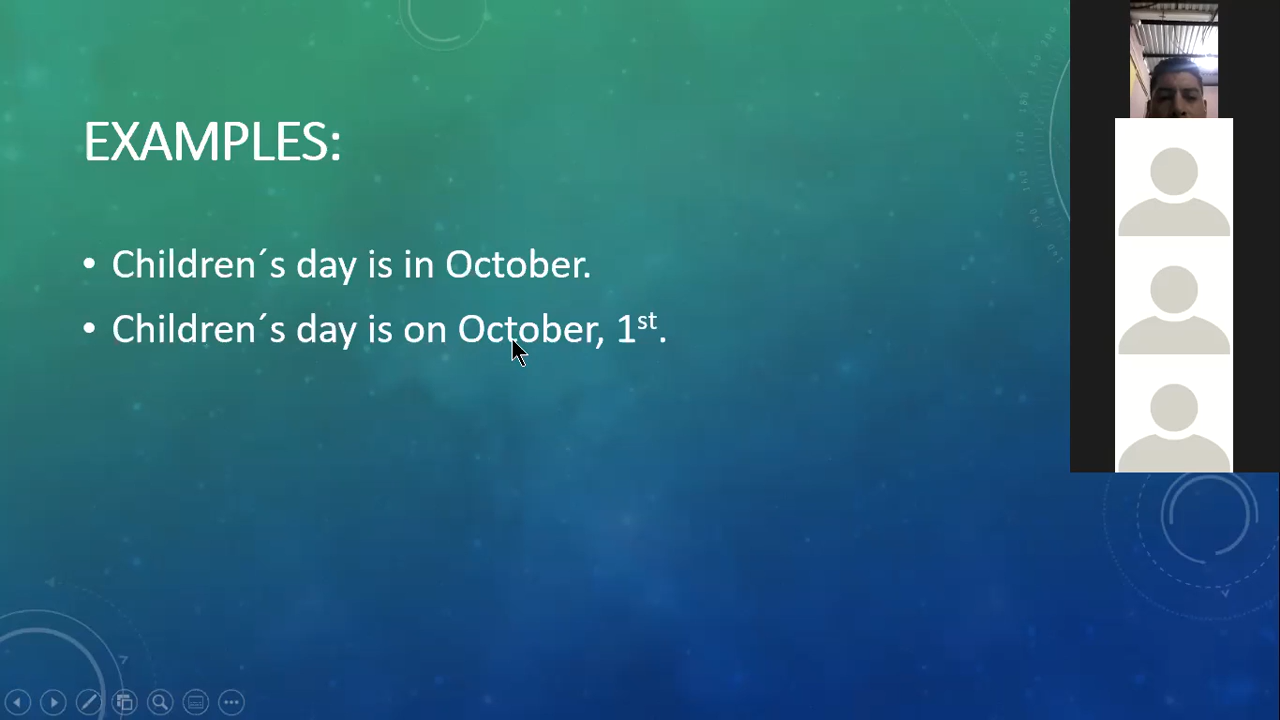 EXAMPLES:
• Children´s day is in October.
• Children´s day is on October, 1st.